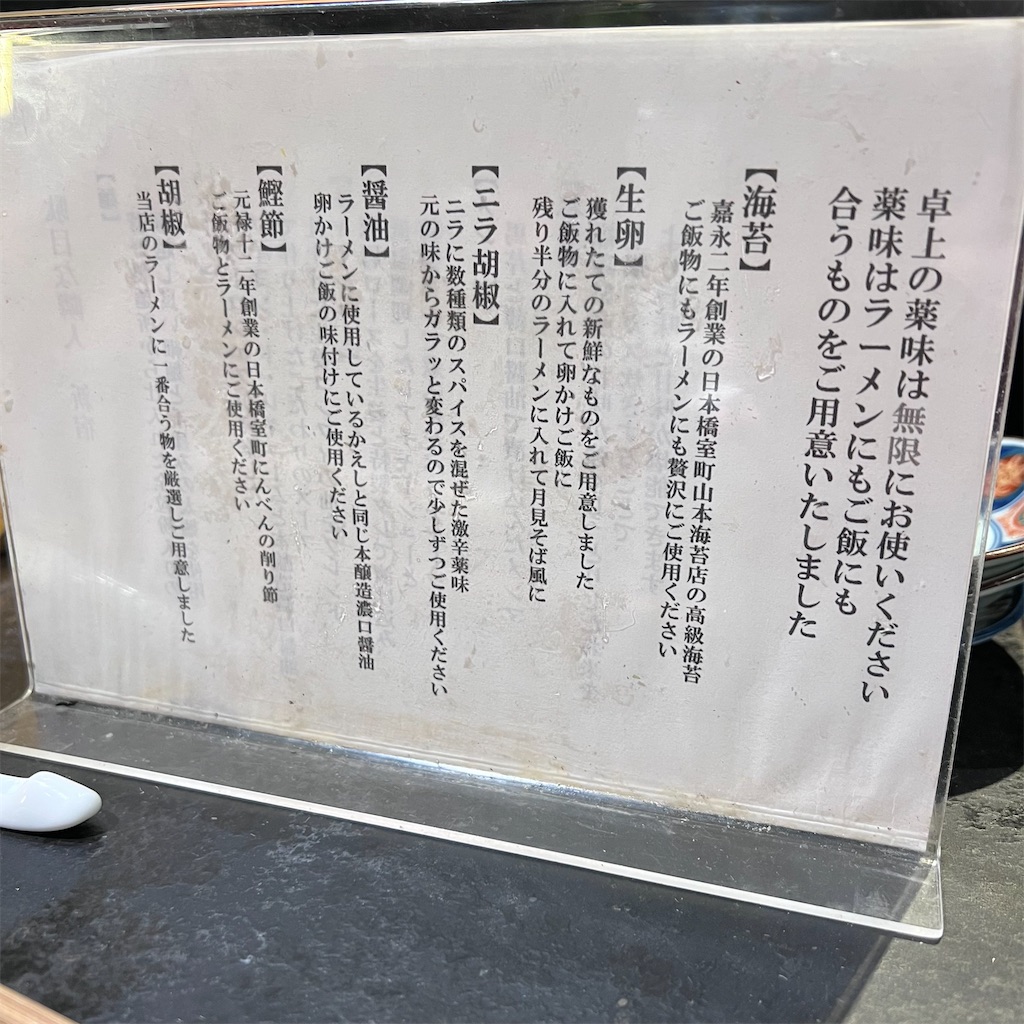 卓上の薬味は無限にお使いください
薬味はラーメンにもご飯にも
合うものをご用意いたしました
【海苔】
嘉永二年創業の日本橋室町山本海苔店の高級海苔
ご飯物にもラーメンにも贅沢にご使用ください
【生卵】
獲れたての新鮮なものをご用意しました
ご飯物に入れて卵かけご飯に
残り半分のラーメンに入れて月見そば風に
【ニラ胡椒】
ニラに数種類のスパイスを混ぜた激辛薬味
元の味からガラッと変わるので少しずつご使用ください
【醤油】
ラーメンに使用しているかえしと同じ本醸造濃口醤油
卵かけご飯の味付けにご使用ください
【鰹節】
元禄十二年創業の日本橋室町にんべんの削り節
ご飯物とラーメンにご使用ください
【胡椒】
当店のラーメンに一番合う物を厳選しご用意しました